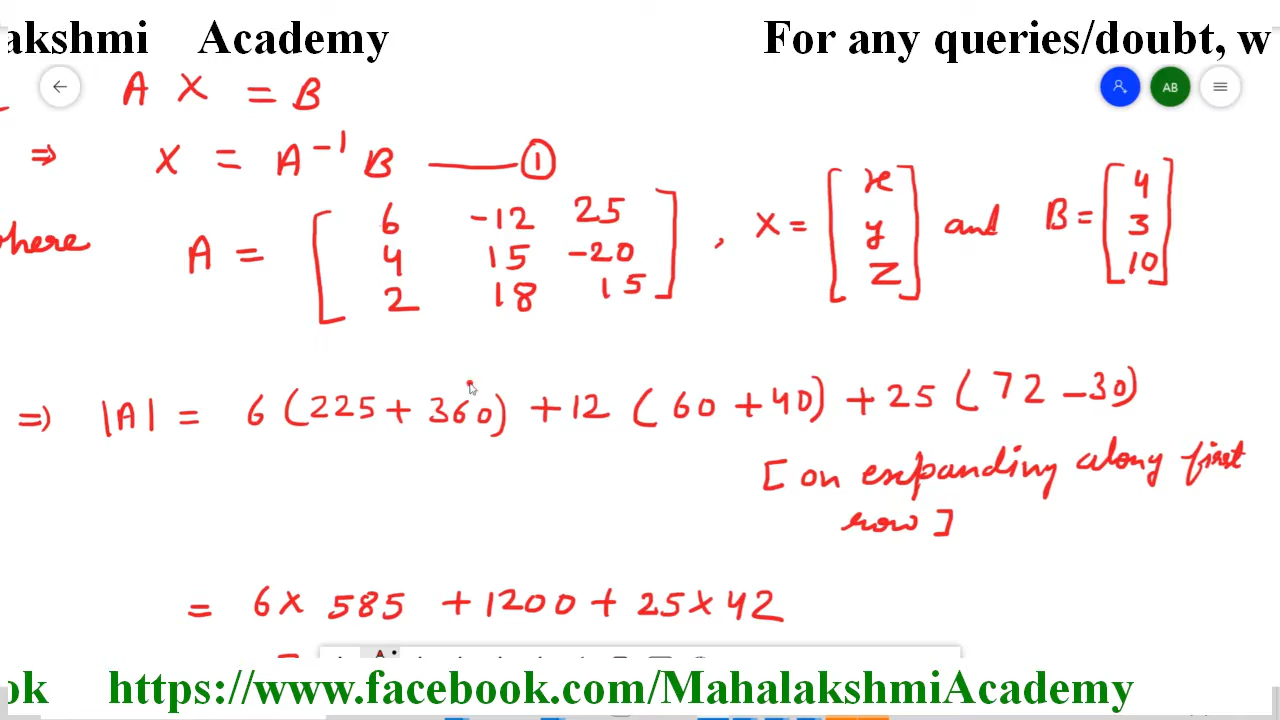 akshmi Academy For any queries/doubt, w
A X = B
AB
⇒ X = A⁻¹ B —— ①
where A = [ 6 -12 25
4 15 -20
2 18 15 ] , X = [ x
y
z ] and B = [ 4
3
10 ]
⇒ |A| = 6 (225 + 360) + 12 (60 + 40) + 25 (72 - 30)
[ on expanding along first
row ]
= 6 × 585 + 1200 + 25 × 42
ok https://www.facebook.com/MahalakshmiAcademy